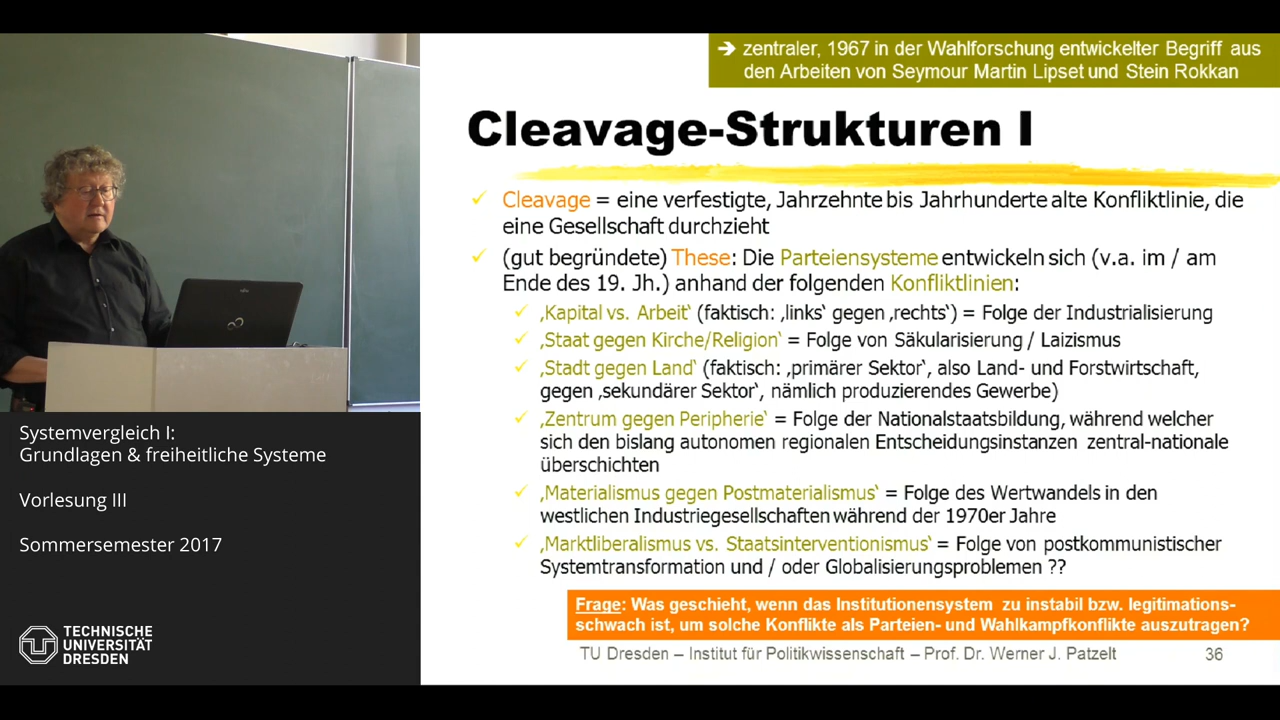 ➔ zentraler, 1967 in der Wahlforschung entwickelter Begriff aus
den Arbeiten von Seymour Martin Lipset und Stein Rokkan
Cleavage-Strukturen I
Cleavage = eine verfestigte, Jahrzehnte bis Jahrhunderte alte Konfliktlinie, die
eine Gesellschaft durchzieht
(gut begründete) These: Die Parteiensysteme entwickeln sich (v.a. im / am
Ende des 19. Jh.) anhand der folgenden Konfliktlinien:
‚Kapital vs. Arbeit‘ (faktisch: ‚links‘ gegen ‚rechts‘) = Folge der Industrialisierung
‚Staat gegen Kirche/Religion‘ = Folge von Säkularisierung / Laizismus
‚Stadt gegen Land‘ (faktisch: ‚primärer Sektor‘, also Land- und Forstwirtschaft,
gegen ‚sekundärer Sektor‘, nämlich produzierendes Gewerbe)
‚Zentrum gegen Peripherie‘ = Folge der Nationalstaatsbildung, während welcher
sich den bislang autonomen regionalen Entscheidungsinstanzen zentral-nationale
überschichten
‚Materialismus gegen Postmaterialismus‘ = Folge des Wertwandels in den
westlichen Industriegesellschaften während der 1970er Jahre
‚Marktliberalismus vs. Staatsinterventionismus‘ = Folge von postkommunistischer
Systemtransformation und / oder Globalisierungsproblemen ??
Frage: Was geschieht, wenn das Institutionensystem zu instabil bzw. legitimations-
schwach ist, um solche Konflikte als Parteien- und Wahlkampfkonflikte auszutragen?
TU Dresden – Institut für Politikwissenschaft – Prof. Dr. Werner J. Patzelt 36
Systemvergleich I:
Grundlagen & freiheitliche Systeme
Vorlesung III
Sommersemester 2017
TECHNISCHE
UNIVERSITÄT
DRESDEN